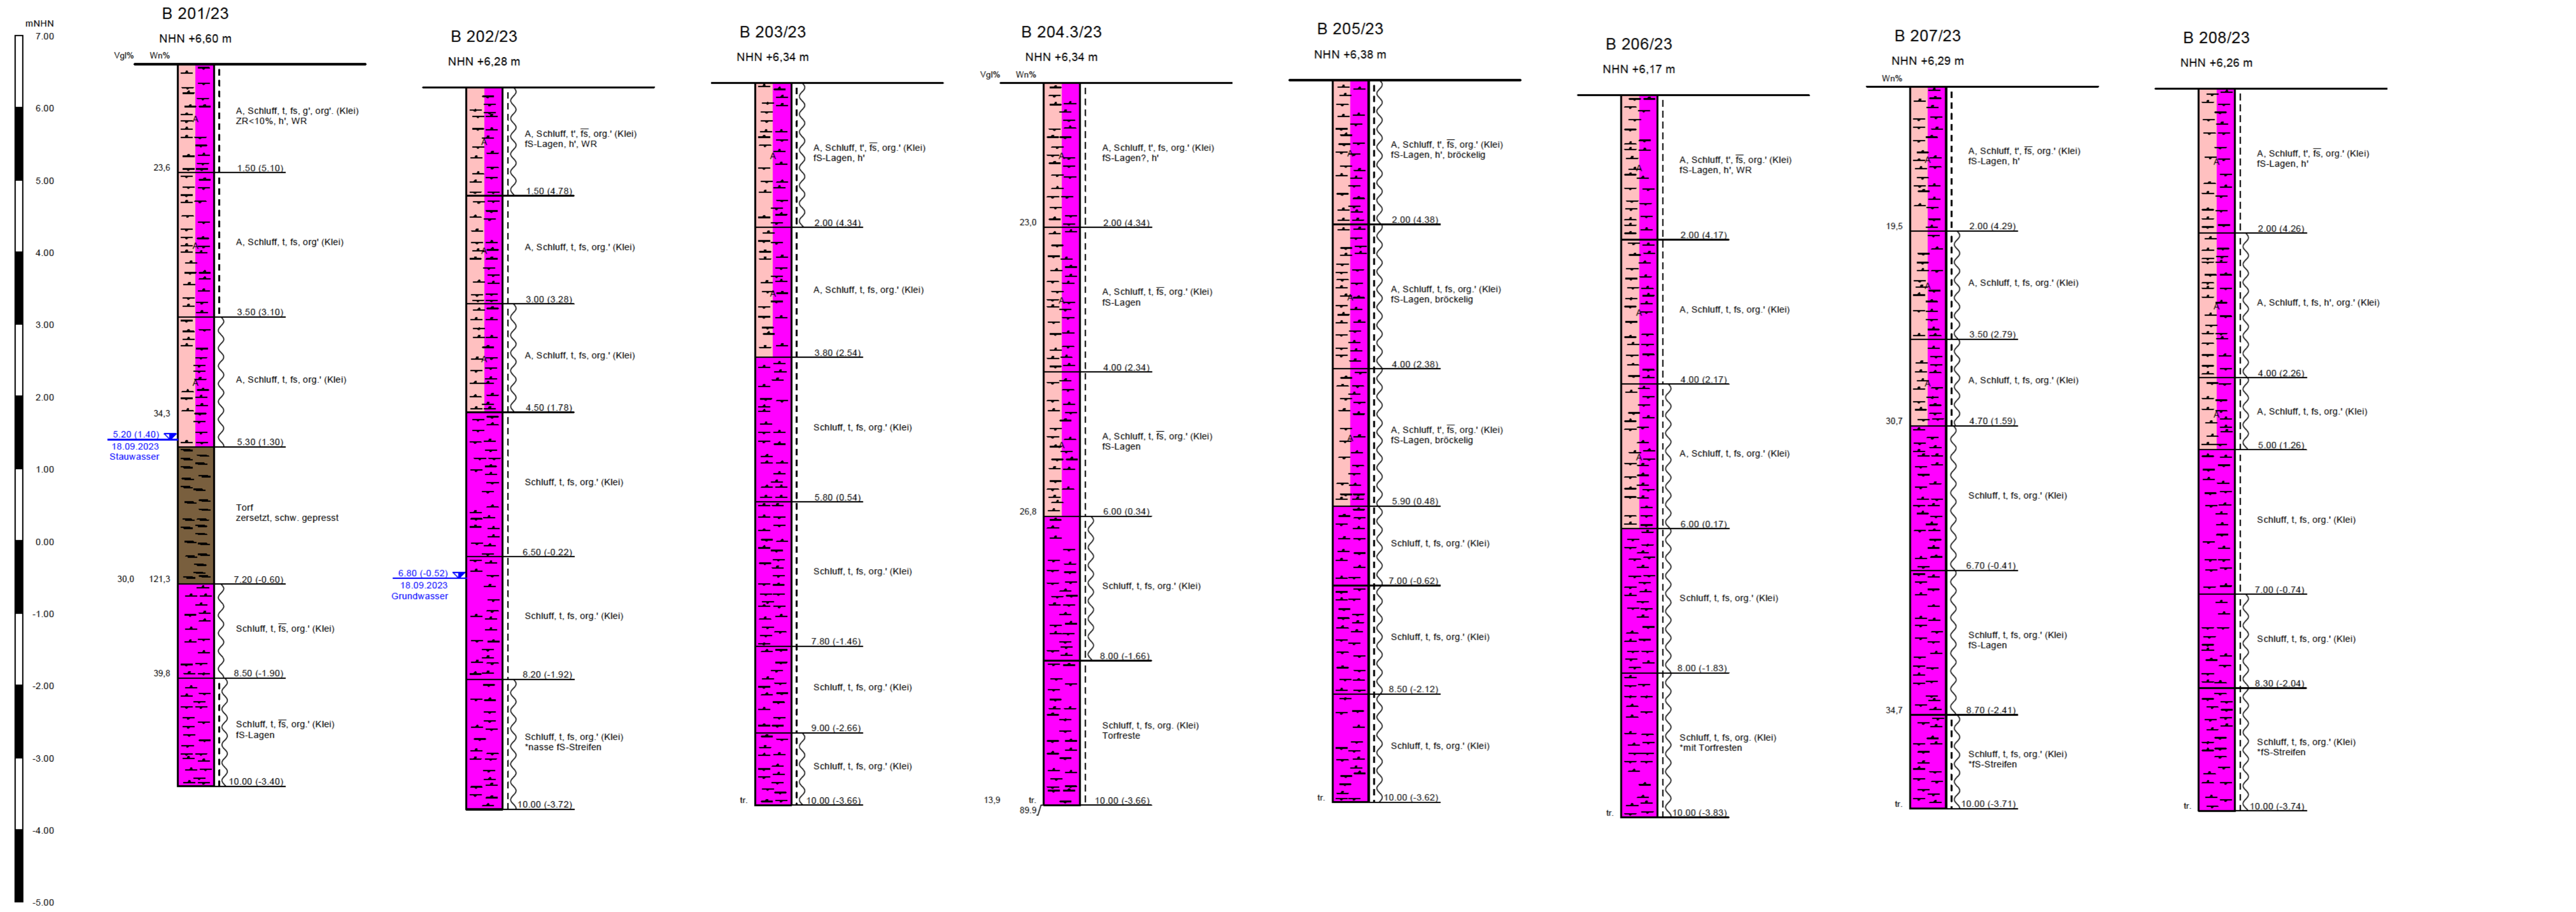 mNHN
7.00
6.00
5.00
4.00
3.00
2.00
1.00
0.00
-1.00
-2.00
-3.00
-4.00
-5.00
B 201/23
NHN +6,60 m
Vgl% Wn%
A
A, Schluff, t, fs, g', org'. (Klei)
ZR<10%, h', WR
23,6
1.50 (5.10)
A
A, Schluff, t, fs, org' (Klei)
3.50 (3.10)
A
A, Schluff, t, fs, org.' (Klei)
34,3
5.20 (1.40)
18.09.2023
Stauwasser
5.30 (1.30)
Torf
zersetzt, schw. gepresst
30,0 121,3
7.20 (-0.60)
Schluff, t, f̅s̅, org.' (Klei)
39,8
8.50 (-1.90)
Schluff, t, f̅s̅, org.' (Klei)
fS-Lagen
10.00 (-3.40)
B 202/23
NHN +6,28 m
A
A, Schluff, t', f̅s̅, org.' (Klei)
fS-Lagen, h', WR
1.50 (4.78)
A
A, Schluff, t, fs, org.' (Klei)
3.00 (3.28)
A
A, Schluff, t, fs, org.' (Klei)
4.50 (1.78)
Schluff, t, fs, org.' (Klei)
6.50 (-0.22)
6.80 (-0.52)
18.09.2023
Grundwasser
Schluff, t, fs, org.' (Klei)
8.20 (-1.92)
Schluff, t, fs, org.' (Klei)
*nasse fS-Streifen
10.00 (-3.72)
B 203/23
NHN +6,34 m
A
A, Schluff, t', f̅s̅, org.' (Klei)
fS-Lagen, h'
2.00 (4.34)
A
A, Schluff, t, fs, org.' (Klei)
3.80 (2.54)
Schluff, t, fs, org.' (Klei)
5.80 (0.54)
Schluff, t, fs, org.' (Klei)
7.80 (-1.46)
Schluff, t, fs, org.' (Klei)
9.00 (-2.66)
Schluff, t, fs, org.' (Klei)
tr.
10.00 (-3.66)
B 204.3/23
NHN +6,34 m
Vgl% Wn%
A
A, Schluff, t', fs, org.' (Klei)
fS-Lagen?, h'
23,0
2.00 (4.34)
A
A, Schluff, t, f̅s̅, org.' (Klei)
fS-Lagen
4.00 (2.34)
A
A, Schluff, t, f̅s̅, org.' (Klei)
fS-Lagen
26,8
6.00 (0.34)
Schluff, t, fs, org.' (Klei)
8.00 (-1.66)
Schluff, t, fs, org. (Klei)
Torfreste
13,9 tr.
89.9
10.00 (-3.66)
B 205/23
NHN +6,38 m
A
A, Schluff, t', f̅s̅, org.' (Klei)
fS-Lagen, h', bröckelig
2.00 (4.38)
A
A, Schluff, t, fs, org.' (Klei)
fS-Lagen, bröckelig
4.00 (2.38)
A
A, Schluff, t', f̅s̅, org.' (Klei)
fS-Lagen, bröckelig
5.90 (0.48)
Schluff, t, fs, org.' (Klei)
7.00 (-0.62)
Schluff, t, fs, org.' (Klei)
8.50 (-2.12)
Schluff, t, fs, org.' (Klei)
tr.
10.00 (-3.62)
B 206/23
NHN +6,17 m
A
A, Schluff, t', f̅s̅, org.' (Klei)
fS-Lagen, h', WR
2.00 (4.17)
A
A, Schluff, t, fs, org.' (Klei)
4.00 (2.17)
A
A, Schluff, t, fs, org.' (Klei)
6.00 (0.17)
Schluff, t, fs, org.' (Klei)
8.00 (-1.83)
Schluff, t, fs, org. (Klei)
*mit Torfresten
tr.
10.00 (-3.83)
B 207/23
NHN +6,29 m
Wn%
A
A, Schluff, t', f̅s̅, org.' (Klei)
fS-Lagen, h'
19,5
2.00 (4.29)
A
A, Schluff, t, fs, org.' (Klei)
3.50 (2.79)
A
A, Schluff, t, fs, org.' (Klei)
30,7
4.70 (1.59)
Schluff, t, fs, org.' (Klei)
6.70 (-0.41)
Schluff, t, fs, org.' (Klei)
fS-Lagen
34,7
8.70 (-2.41)
Schluff, t, fs, org.' (Klei)
*fS-Streifen
tr.
10.00 (-3.71)
B 208/23
NHN +6,26 m
A
A, Schluff, t', f̅s̅, org.' (Klei)
fS-Lagen, h'
2.00 (4.26)
A
A, Schluff, t, fs, h', org.' (Klei)
4.00 (2.26)
A
A, Schluff, t, fs, org.' (Klei)
5.00 (1.26)
Schluff, t, fs, org.' (Klei)
7.00 (-0.74)
Schluff, t, fs, org.' (Klei)
8.30 (-2.04)
Schluff, t, fs, org.' (Klei)
*fS-Streifen
tr.
10.00 (-3.74)